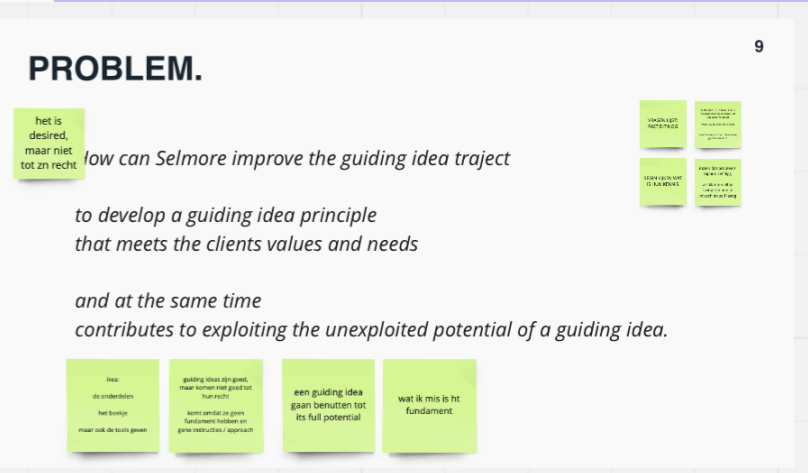 9
PROBLEM.
het is
desired,
maar niet
tot zn recht
How can Selmore improve the guiding idea traject
to develop a guiding idea principle
that meets the clients values and needs
and at the same time
contributes to exploiting the unexploited potential of a guiding idea.
ikea:
de onderdelen
het boekje
maar ook de tools geven
guiding ideas zijn goed,
maar komen niet goed tot
hun recht
komt omdat ze geen
fundament hebben en
gene instructies / approach
een guiding idea
gaan benutten tot
its full potential
wat ik mis is ht
fundament